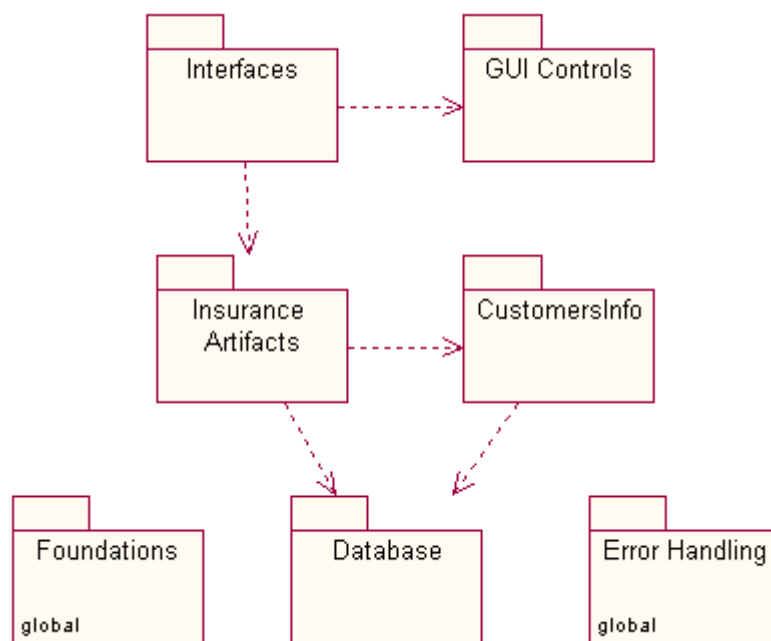 Interfaces
GUI Controls
Insurance
Artifacts
CustomersInfo
Foundations
global
Database
Error Handling
global